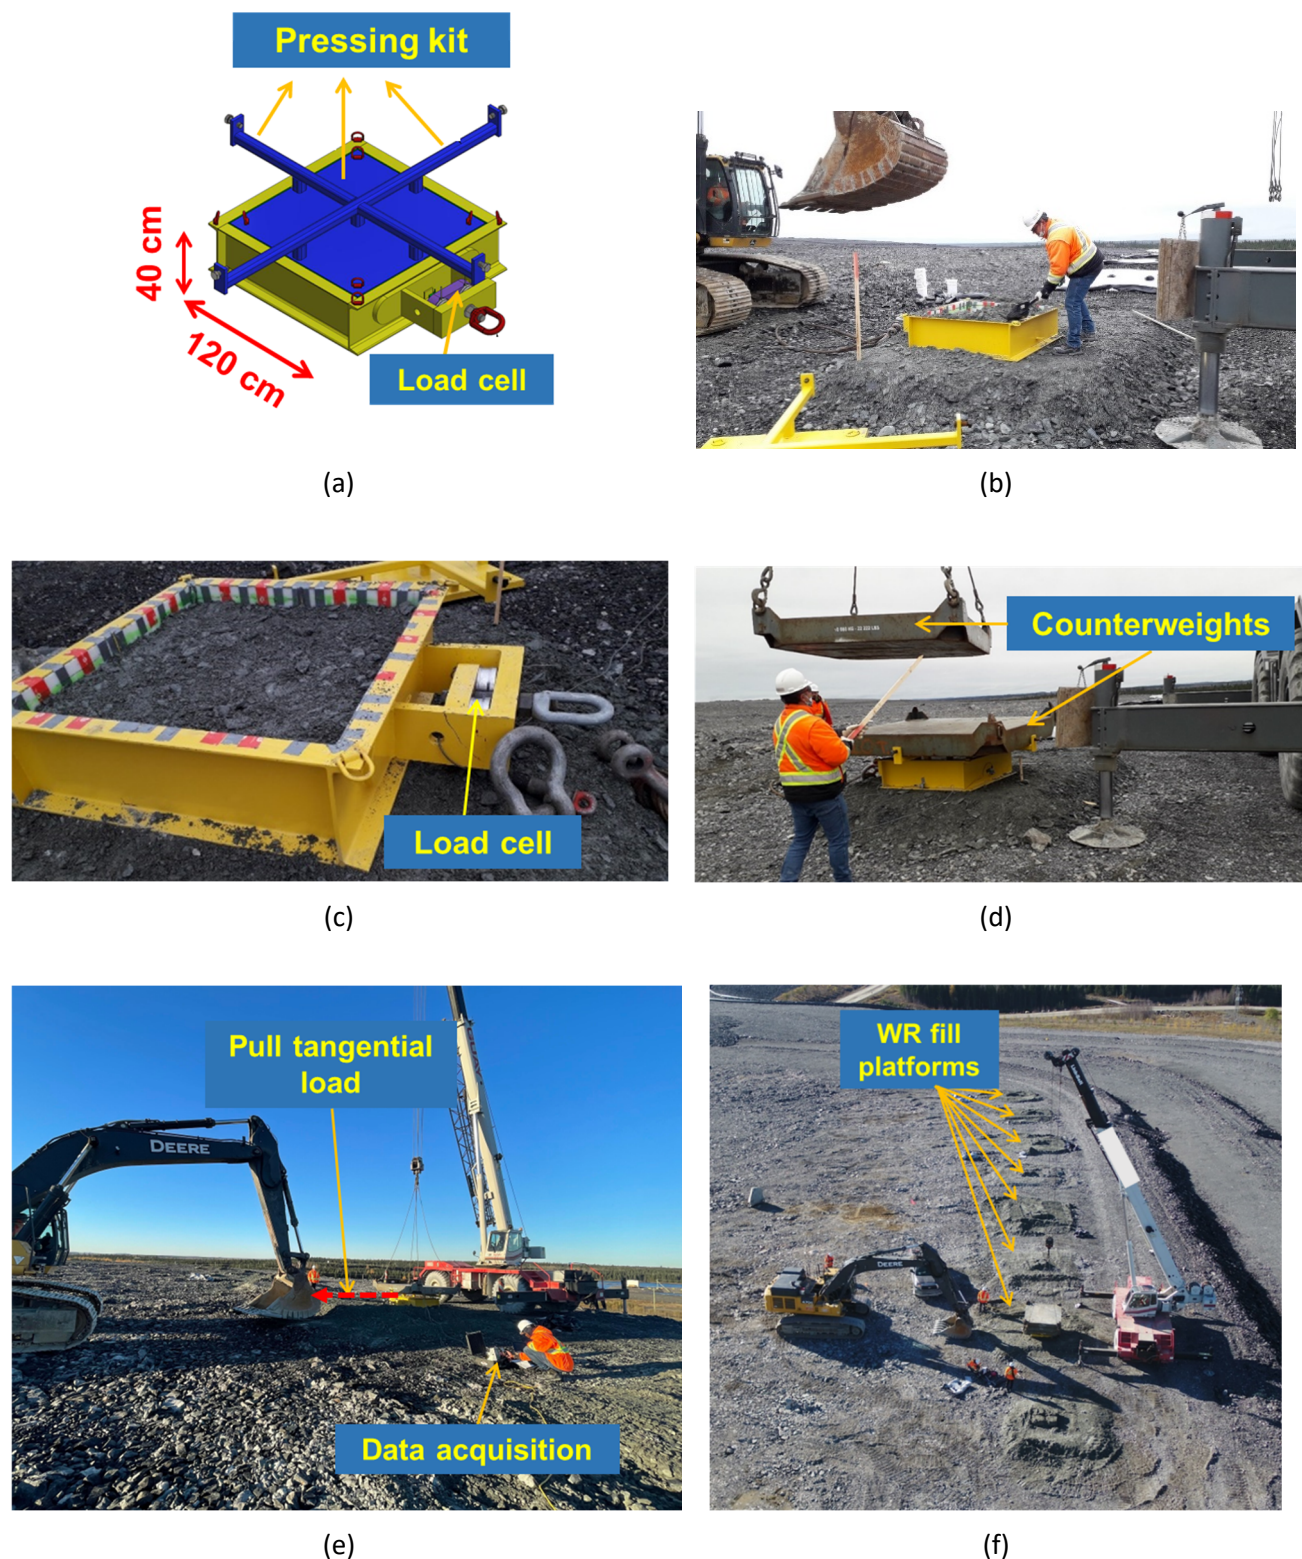 Pressing kit
40 cm
120 cm
Load cell
(a)
(b)
Load cell
(c)
Counterweights
(d)
Pull tangential
load
DEERE
Data acquisition
(e)
WR fill
platforms
DEERE
(f)